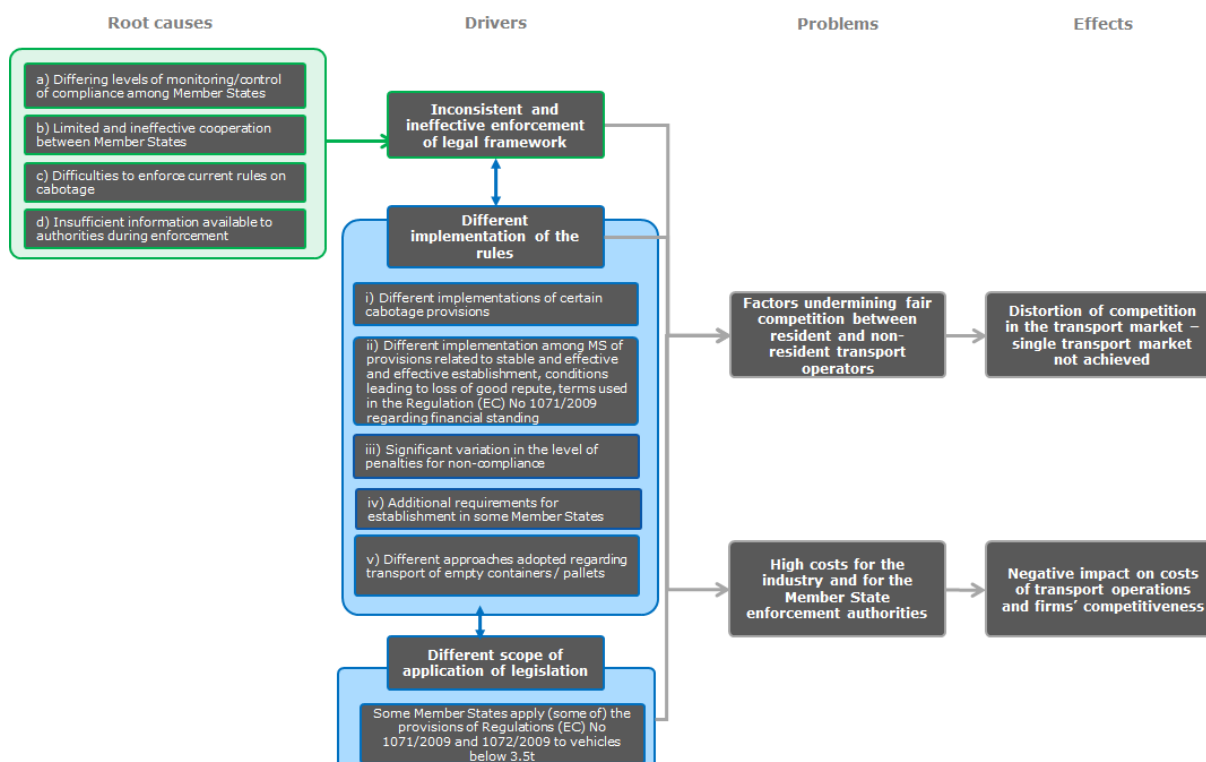 Root causes
Drivers
Problems
Effects
a) Differing levels of monitoring/control
of compliance among Member States
b) Limited and ineffective cooperation
between Member States
c) Difficulties to enforce current rules on
cabotage
d) Insufficient information available to
authorities during enforcement
Inconsistent and
ineffective enforcement
of legal framework
Different
implementation of the
rules
i) Different implementations of certain
cabotage provisions
ii) Different implementation among MS of
provisions related to stable and effective
and effective establishment, conditions
leading to loss of good repute, terms used
in the Regulation (EC) No 1071/2009
regarding financial standing
iii) Significant variation in the level of
penalties for non-compliance
iv) Additional requirements for
establishment in some Member States
v) Different approaches adopted regarding
transport of empty containers / pallets
Different scope of
application of legislation
Some Member States apply (some of) the
provisions of Regulations (EC) No
1071/2009 and 1072/2009 to vehicles
below 3.5t
Factors undermining fair
competition between
resident and non-
resident transport
operators
High costs for the
industry and for the
Member State
enforcement authorities
Distortion of competition
in the transport market –
single transport market
not achieved
Negative impact on costs
of transport operations
and firms’ competitiveness